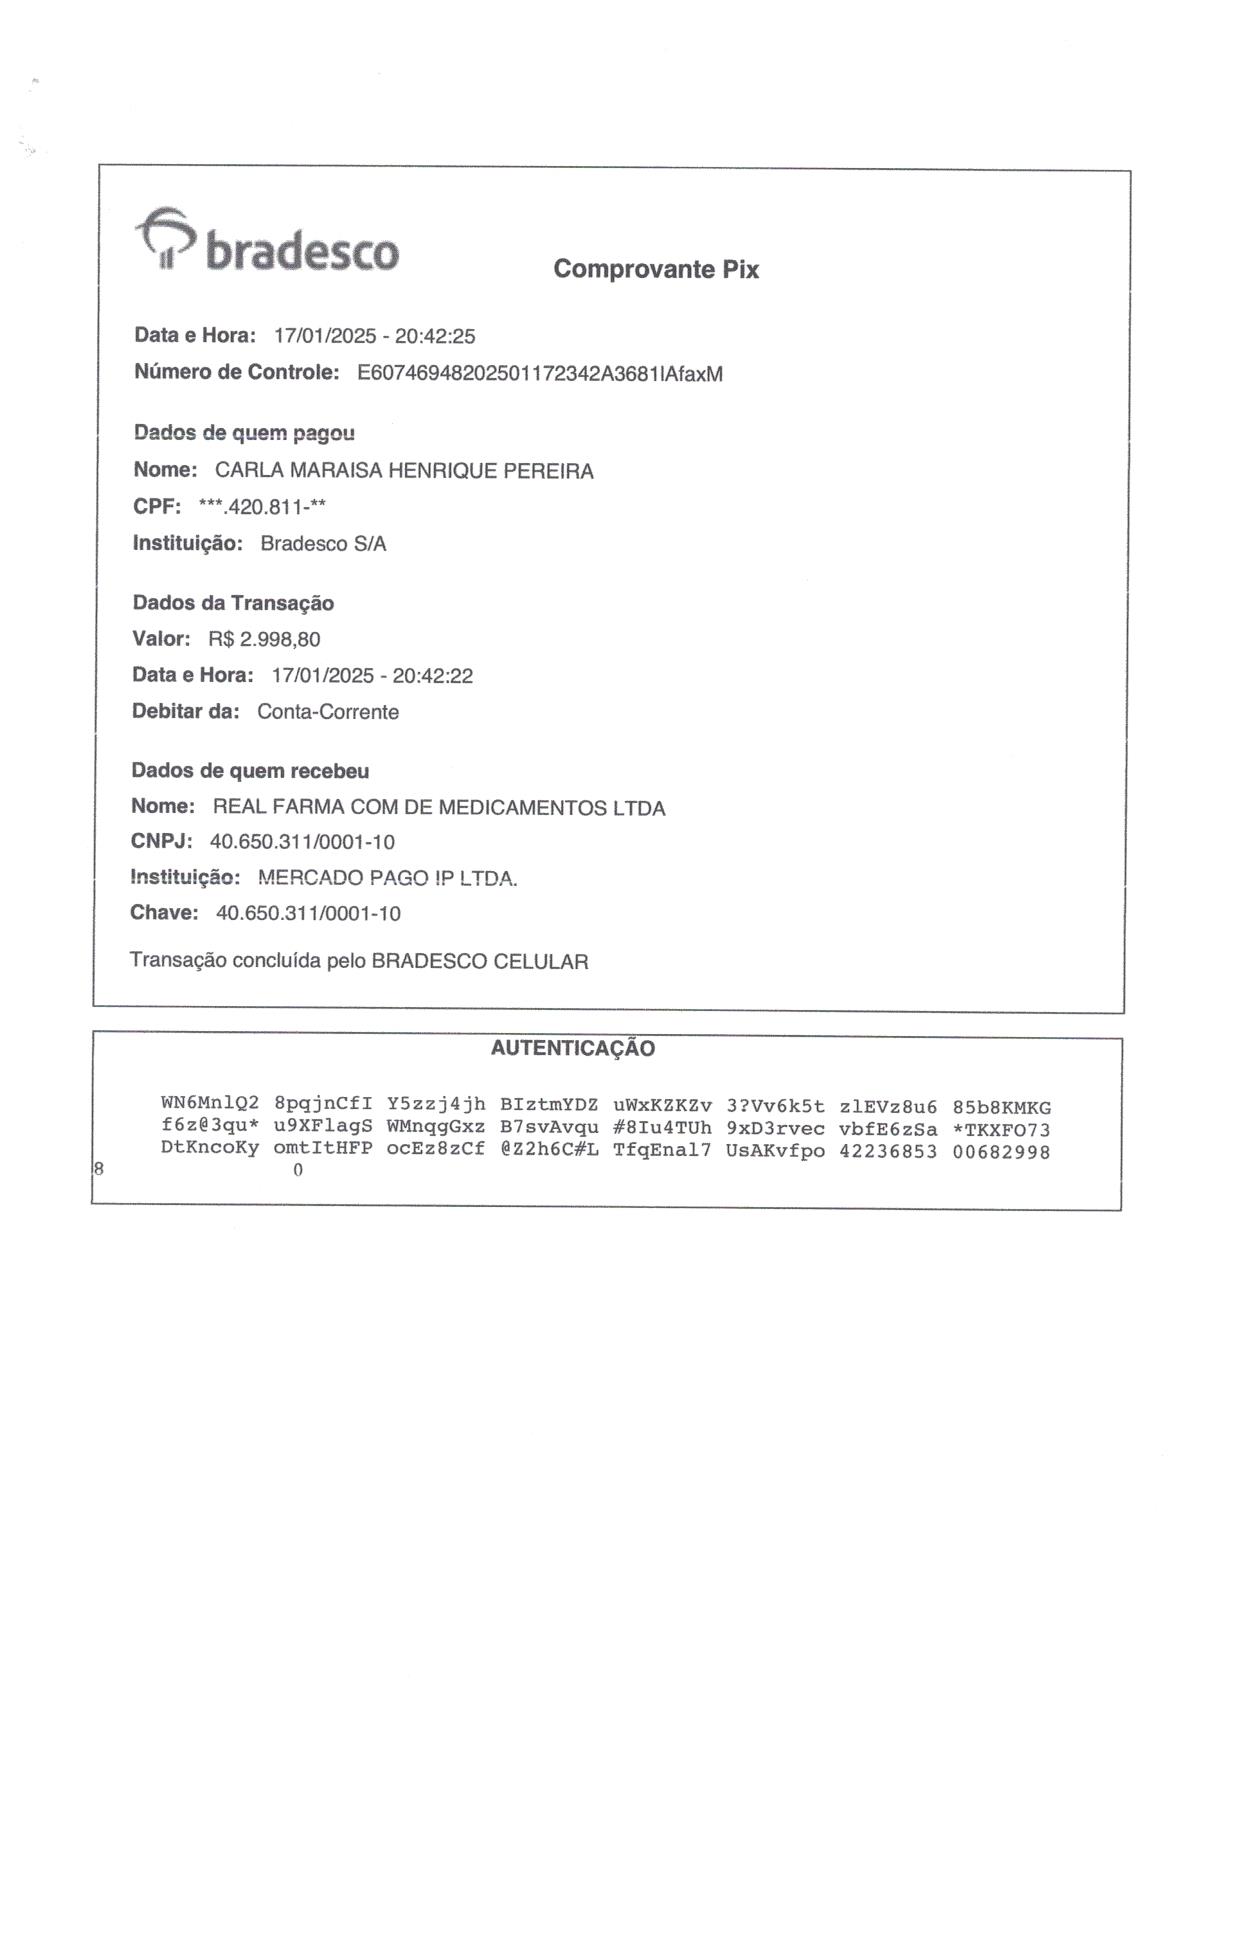 bradesco
Comprovante Pix
Data e Hora: 17/01/2025 - 20:42:25
Número de Controle: E60746948202501172342A3681IAfaxM
Dados de quem pagou
Nome: CARLA MARAISA HENRIQUE PEREIRA
CPF: ***.420.811-**
Instituição: Bradesco S/A
Dados da Transação
Valor: R$ 2.998,80
Data e Hora: 17/01/2025 - 20:42:22
Debitar da: Conta-Corrente
Dados de quem recebeu
Nome: REAL FARMA COM DE MEDICAMENTOS LTDA
CNPJ: 40.650.311/0001-10
Instituição: MERCADO PAGO IP LTDA.
Chave: 40.650.311/0001-10
Transação concluída pelo BRADESCO CELULAR
AUTENTICAÇÃO
WN6MnlQ2 8pqjnCfI Y5zzj4jh BIztmYDZ uWxKZKZv 3?Vv6k5t zlEVz8u6 85b8KMKG
f6z@3qu* u9XFlagS WMnqgGxz B7svAvqu #8Iu4TUh 9xD3rvec vbfE6zSa *TKXFO73
DtKncoKy omtItHFP ocEz8zCf @Z2h6C#L TfqEnal7 UsAKvfpo 42236853 00682998
8 0